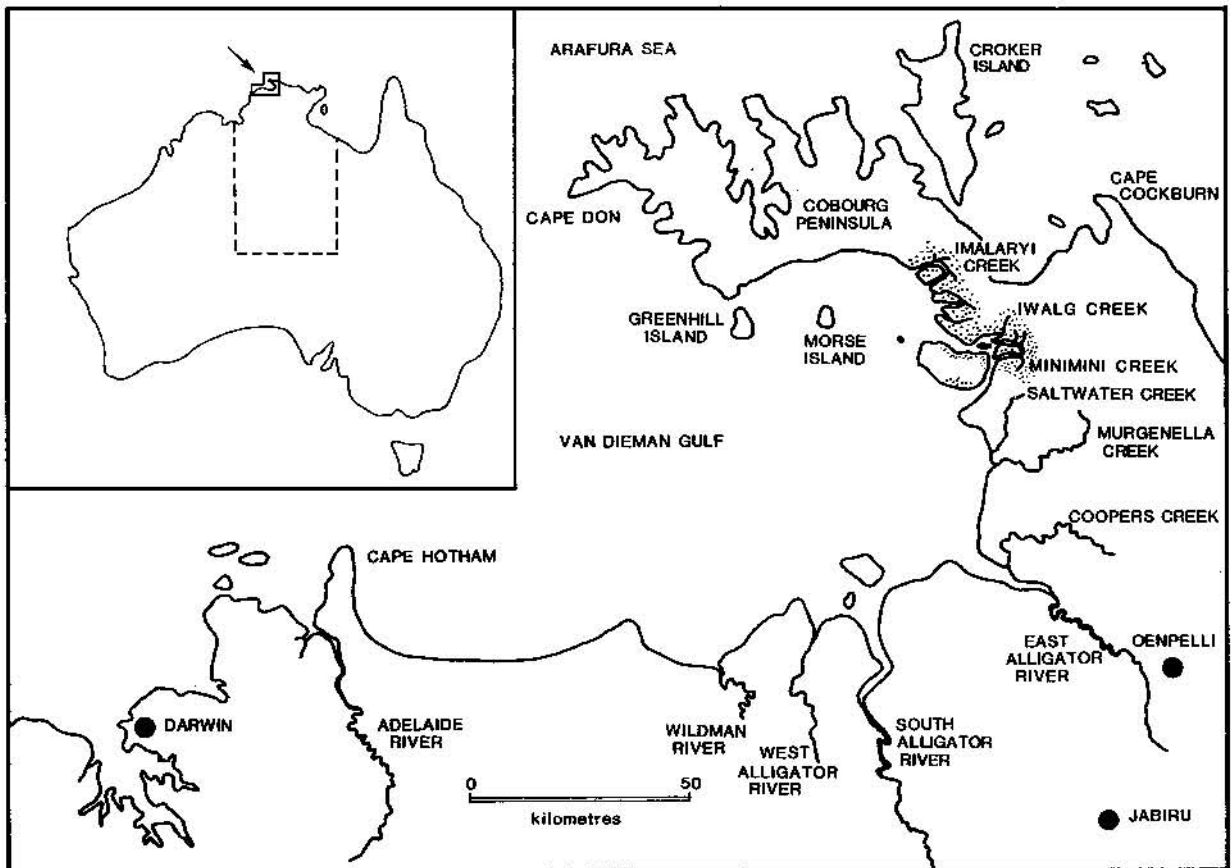 ARAFURA SEA
CROKER
ISLAND
CAPE
COCKBURN
CAPE DON
COBOURG
PENINSULA
IMALARYI
CREEK
GREENHILL
ISLAND
MORSE
ISLAND
IWALG CREEK
MINIMINI CREEK
SALTWATER CREEK
VAN DIEMAN GULF
MURGENELLA
CREEK
COOPERS CREEK
CAPE HOTHAM
EAST
ALLIGATOR
RIVER
OENPELLI
DARWIN
ADELAIDE
RIVER
WILDMAN
RIVER
WEST
ALLIGATOR
RIVER
SOUTH
ALLIGATOR
RIVER
0 50
kilometres
JABIRU